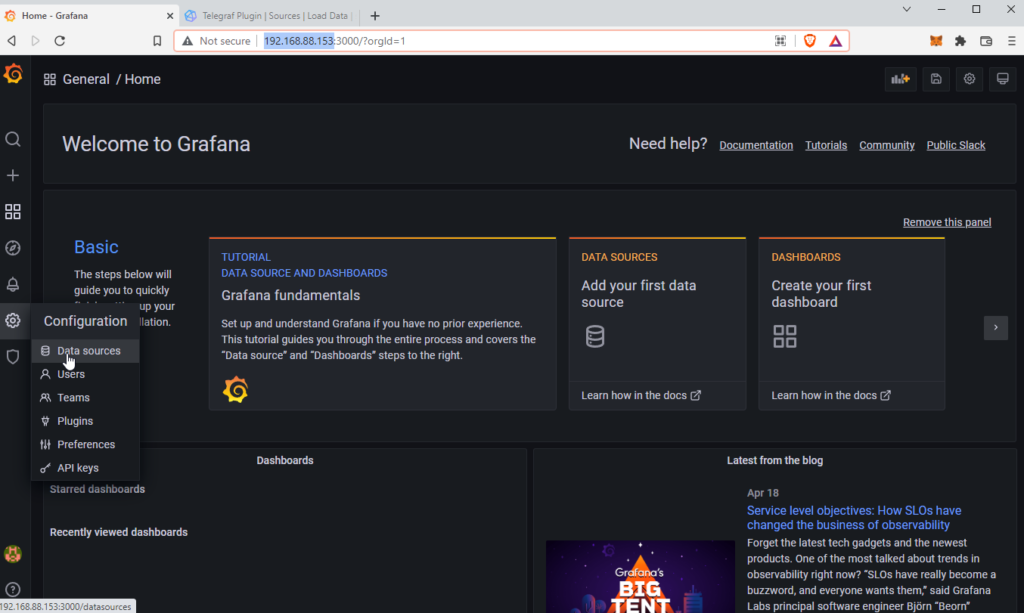 Home - Grafana
Telegraf Plugin | Sources | Load Data |
Not secure
192.168.88.153:3000/?orgId=1
General / Home
Welcome to Grafana
Need help? Documentation Tutorials Community Public Slack
Remove this panel
Basic
The steps below will
guide you to quickly
up your
TUTORIAL
DATA SOURCE AND DASHBOARDS
Grafana fundamentals
Set up and understand Grafana if you have no prior experience.
This tutorial guides you through the entire process and covers the
"Data source" and "Dashboards" steps to the right.
DATA SOURCES
Add your first data
source
Learn how in the docs
DASHBOARDS
Create your first
dashboard
Learn how in the docs
Configuration
Data sources
Users
Teams
Plugins
Preferences
API keys
Dashboards
Starred dashboards
Recently viewed dashboards
Latest from the blog
Apr 18
Service level objectives: How SLOs have
changed the business of observability
Forget the latest tech gadgets and the newest
products. One of the most talked about trends in
observability right now? "SLOs have really become a
buzzword, and everyone wants them," said Grafana
Labs principal software engineer Björn "Beorn"
Grafana's
BIG
TENT
192.168.88.153:3000/datasources